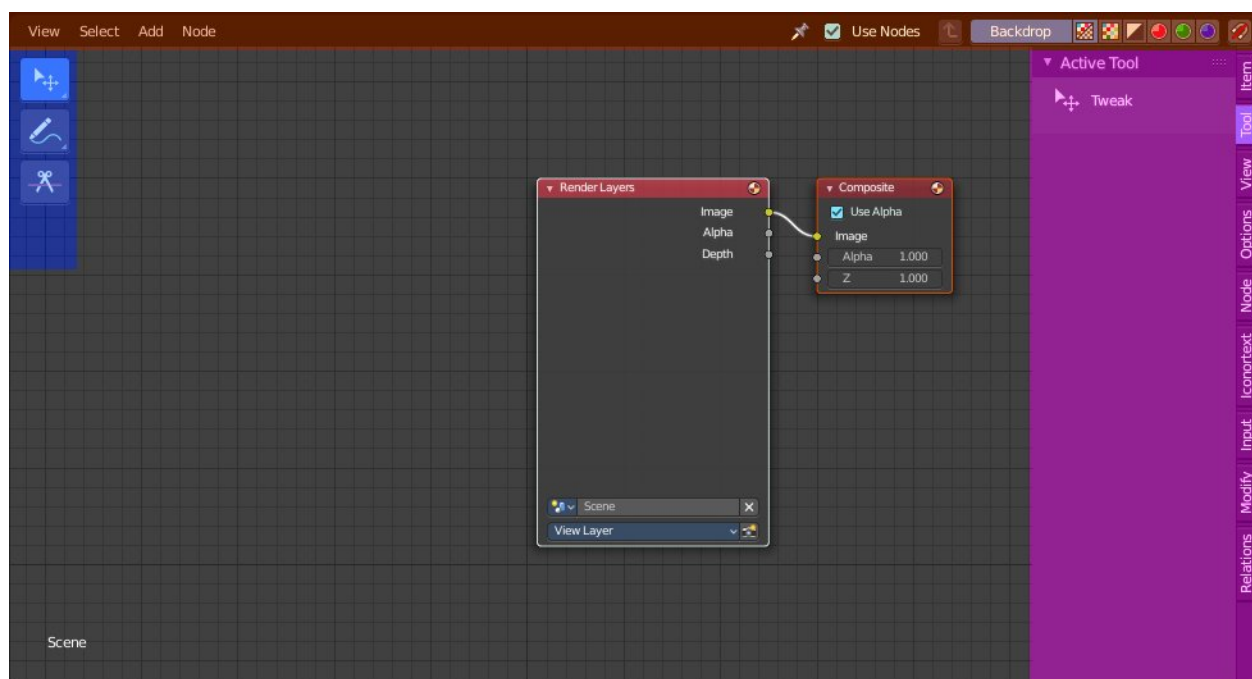 View Select Add Node Use Nodes Backdrop
Active Tool
Tweak
Item
Tool
View
Options
Node
Iconortext
Input
Modify
Relations
Render Layers
Image
Alpha
Depth
Scene
View Layer
Composite
Use Alpha
Image
Alpha 1.000
Z 1.000
Scene